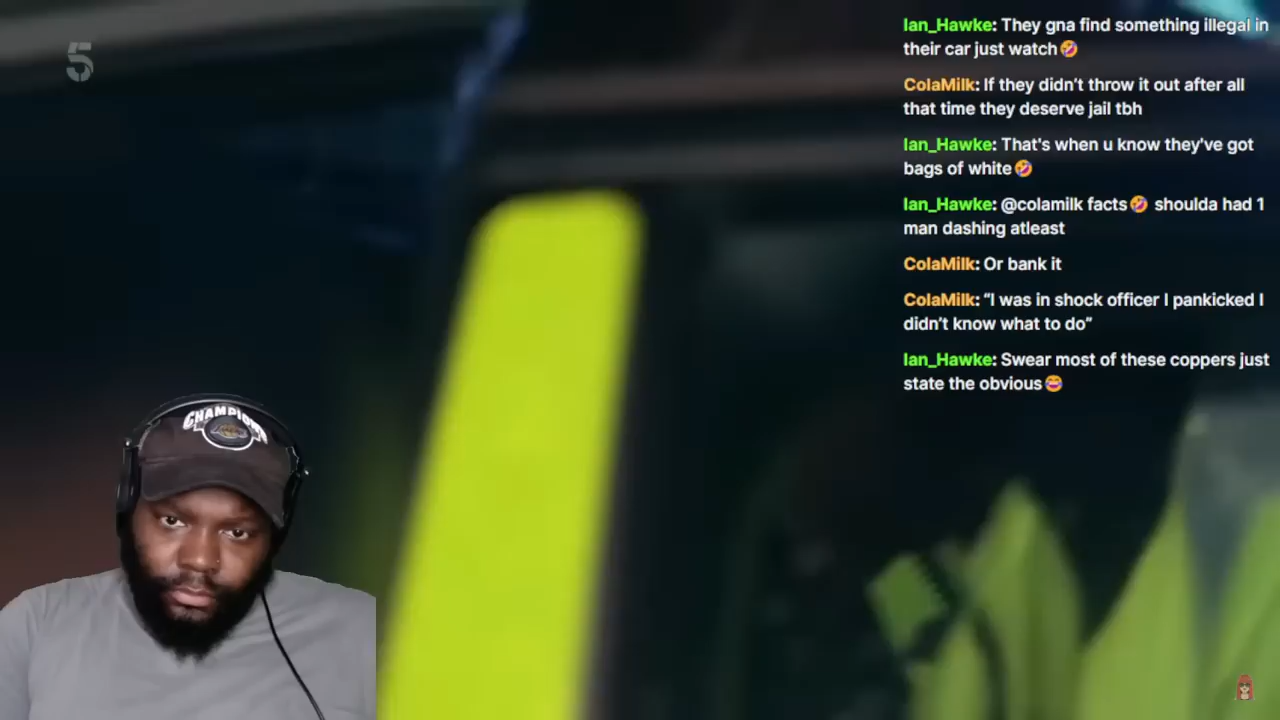 5
Ian_Hawke: They gna find something illegal in
their car just watch🤣
ColaMilk: If they didn’t throw it out after all
that time they deserve jail tbh
Ian_Hawke: That's when u know they've got
bags of white🤣
Ian_Hawke: @colamilk facts🤣 shoulda had 1
man dashing atleast
ColaMilk: Or bank it
ColaMilk: “I was in shock officer I pankicked I
didn’t know what to do”
Ian_Hawke: Swear most of these coppers just
state the obvious😂
CHAMPIONS